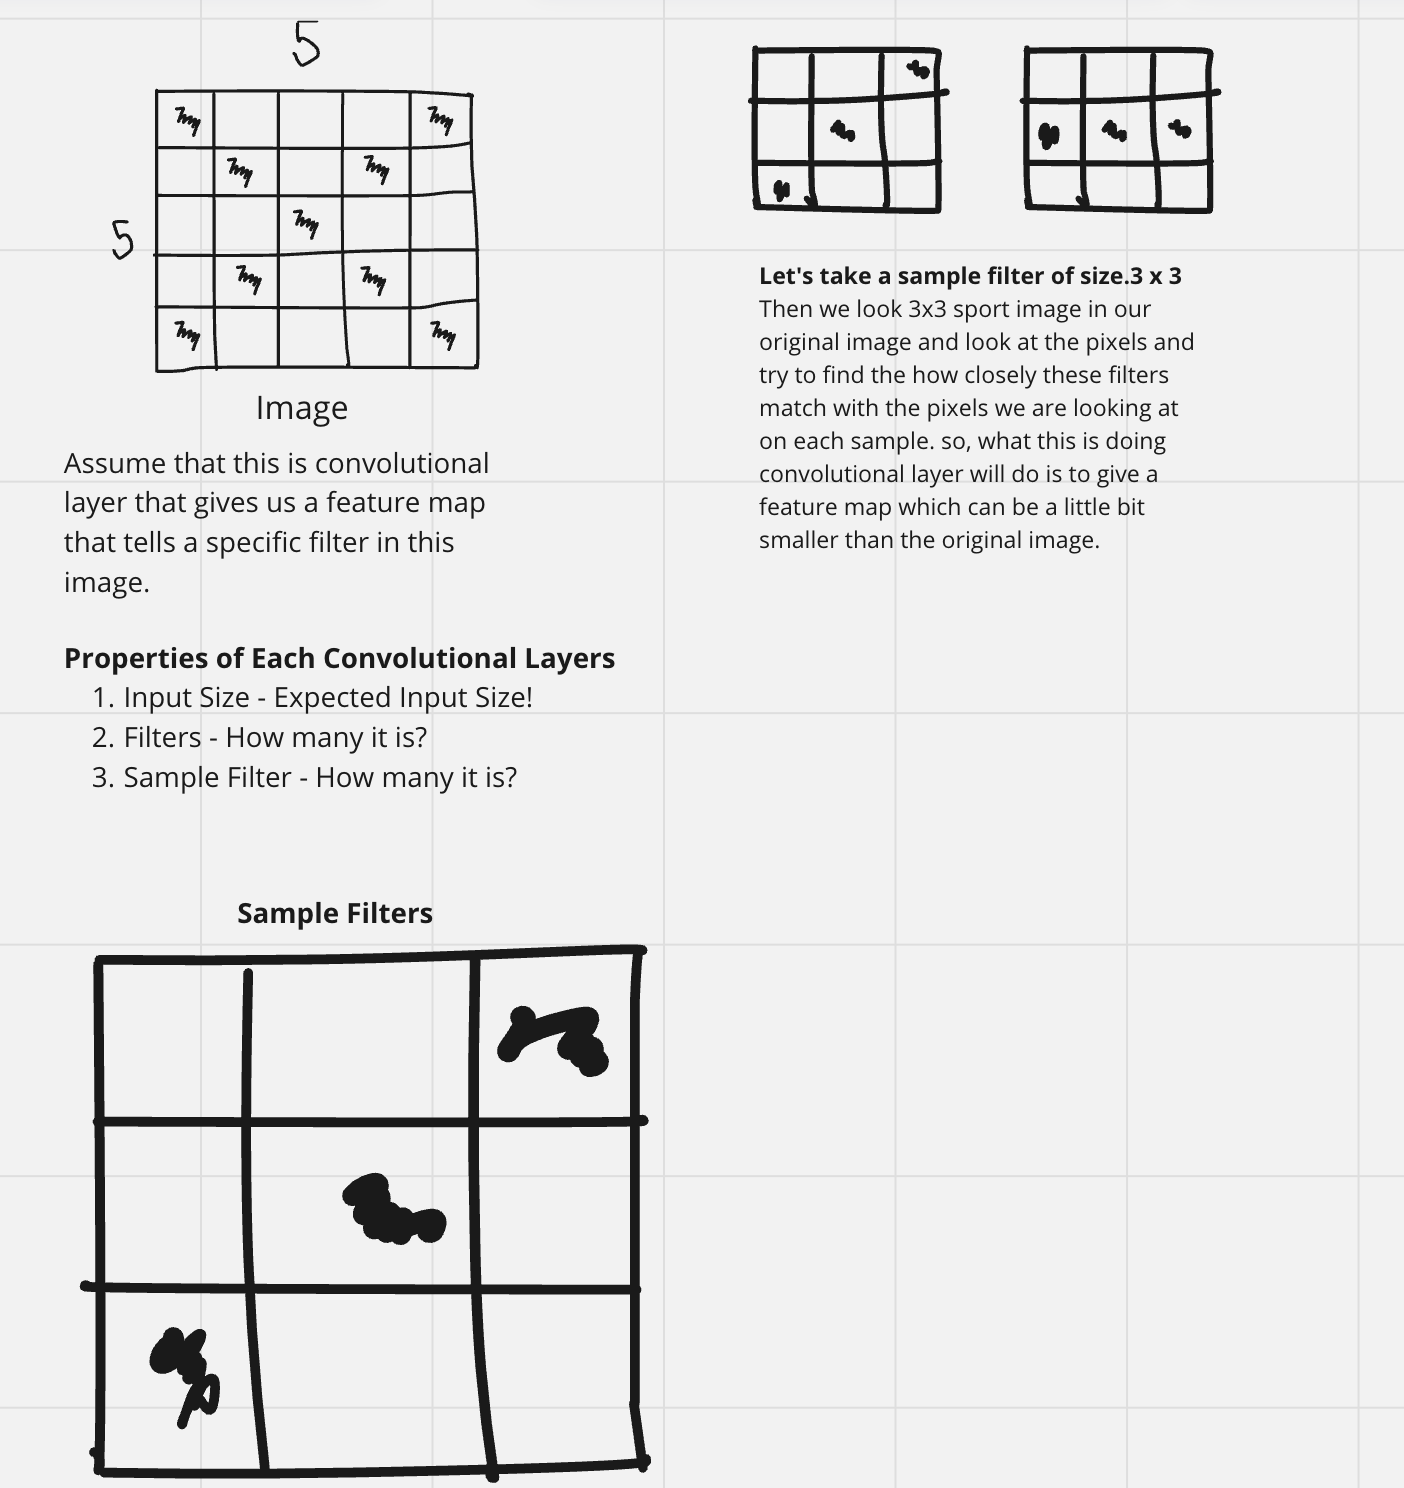 5
5
Image
Assume that this is convolutional
layer that gives us a feature map
that tells a specific filter in this
image.
Properties of Each Convolutional Layers
1. Input Size - Expected Input Size!
2. Filters - How many it is?
3. Sample Filter - How many it is?
Let's take a sample filter of size.3 x 3
Then we look 3x3 sport image in our
original image and look at the pixels and
try to find the how closely these filters
match with the pixels we are looking at
on each sample. so, what this is doing
convolutional layer will do is to give a
feature map which can be a little bit
smaller than the original image.
Sample Filters